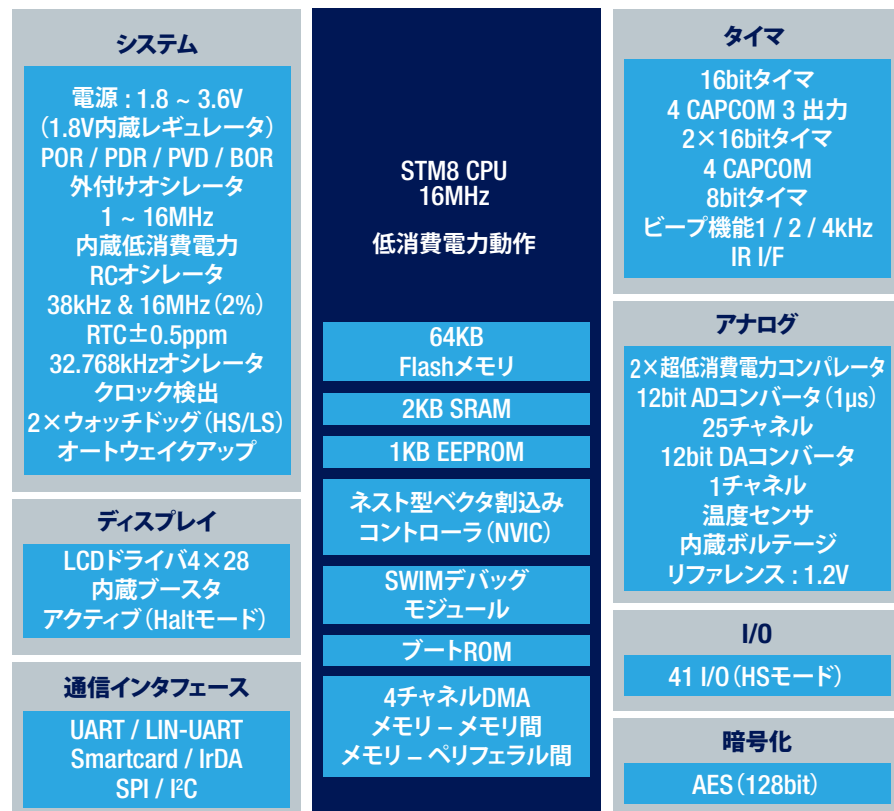 システム
電源 : 1.8 ~ 3.6V
(1.8V内蔵レギュレータ)
POR / PDR / PVD / BOR
外付けオシレータ
1 ~ 16MHz
内蔵低消費電力
RCオシレータ
38kHz & 16MHz(2%)
RTC±0.5ppm
32.768kHzオシレータ
クロック検出
2×ウォッチドッグ(HS/LS)
オートウェイクアップ
ディスプレイ
LCDドライバ4×28
内蔵ブースタ
アクティブ(Haltモード)
通信インタフェース
UART / LIN-UART
Smartcard / IrDA
SPI / I²C
STM8 CPU
16MHz
低消費電力動作
64KB
Flashメモリ
2KB SRAM
1KB EEPROM
ネスト型ベクタ割込み
コントローラ(NVIC)
SWIMデバッグ
モジュール
ブートROM
4チャネルDMA
メモリ – メモリ間
メモリ – ペリフェラル間
タイマ
16bitタイマ
4 CAPCOM 3 出力
2×16bitタイマ
4 CAPCOM
8bitタイマ
ビープ機能1 / 2 / 4kHz
IR I/F
アナログ
2×超低消費電力コンパレータ
12bit ADコンバータ(1µs)
25チャネル
12bit DAコンバータ
1チャネル
温度センサ
内蔵ボルテージ
リファレンス : 1.2V
I/O
41 I/O(HSモード)
暗号化
AES(128bit)